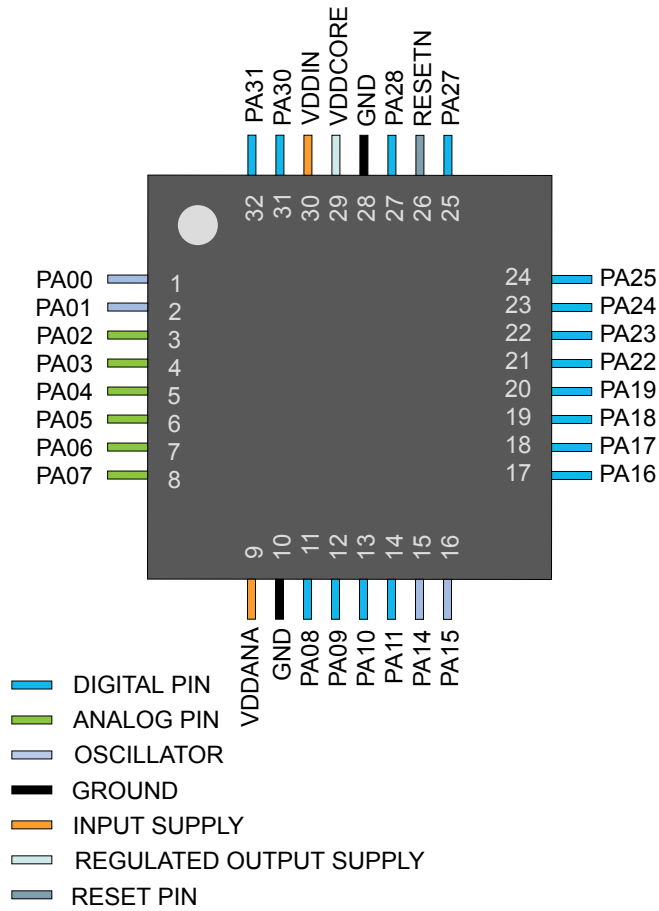 PA31
PA30
VDDIN
VDDCORE
GND
PA28
RESETN
PA27
32
31
30
29
28
27
26
25
PA00 1
PA01 2
PA02 3
PA03 4
PA04 5
PA05 6
PA06 7
PA07 8
24 PA25
23 PA24
22 PA23
21 PA22
20 PA19
19 PA18
18 PA17
17 PA16
9
10
11
12
13
14
15
16
VDDANA
GND
PA08
PA09
PA10
PA11
PA14
PA15
DIGITAL PIN
ANALOG PIN
OSCILLATOR
GROUND
INPUT SUPPLY
REGULATED OUTPUT SUPPLY
RESET PIN